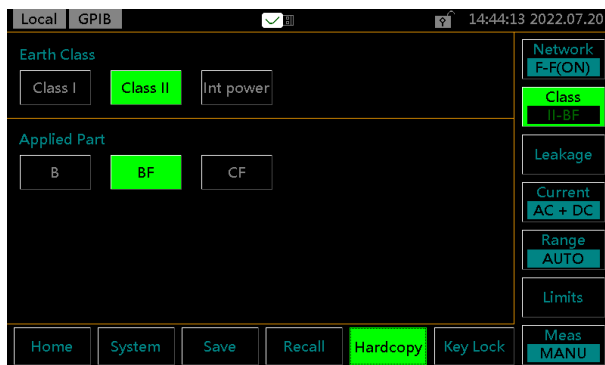 Local GPIB 14:44:13 2022.07.20
Earth Class
Class I Class II Int power
Applied Part
B BF CF
Network
F-F(ON)
Class
II-BF
Leakage
Current
AC + DC
Range
AUTO
Limits
Meas
MANU
Home System Save Recall Hardcopy Key Lock